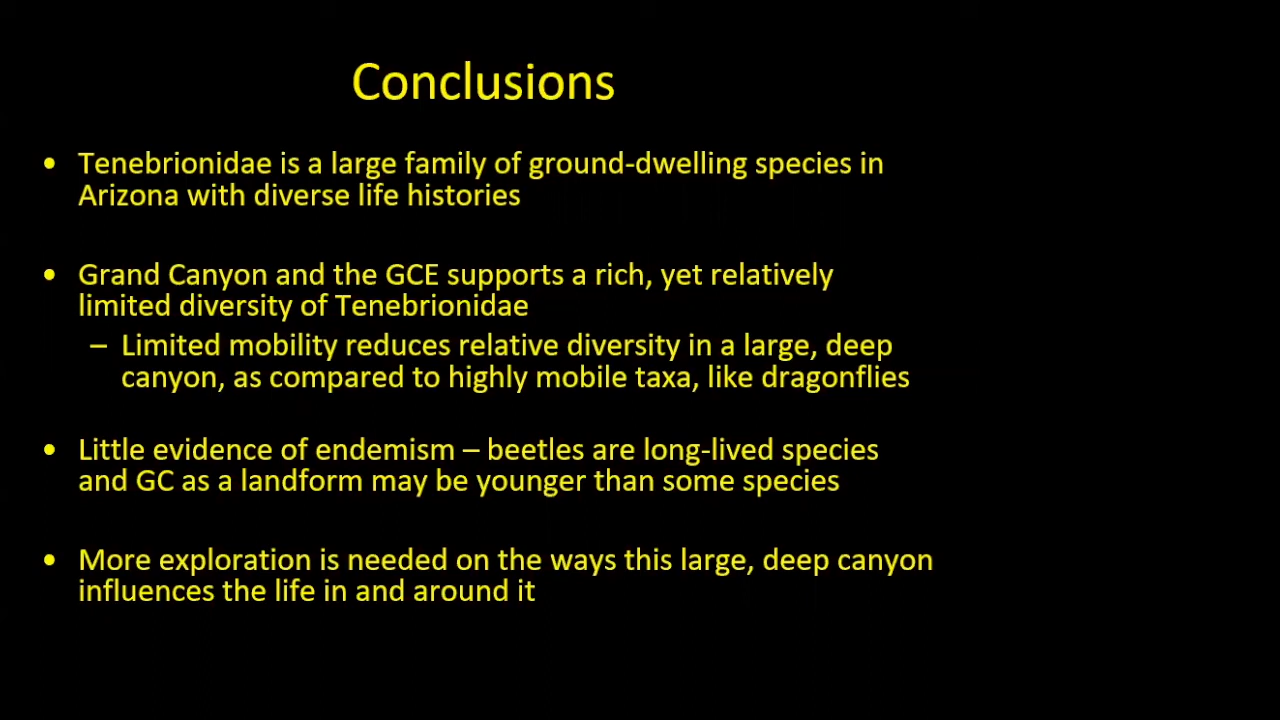 Conclusions
• Tenebrionidae is a large family of ground-dwelling species in
Arizona with diverse life histories
• Grand Canyon and the GCE supports a rich, yet relatively
limited diversity of Tenebrionidae
– Limited mobility reduces relative diversity in a large, deep
canyon, as compared to highly mobile taxa, like dragonflies
• Little evidence of endemism – beetles are long-lived species
and GC as a landform may be younger than some species
• More exploration is needed on the ways this large, deep canyon
influences the life in and around it